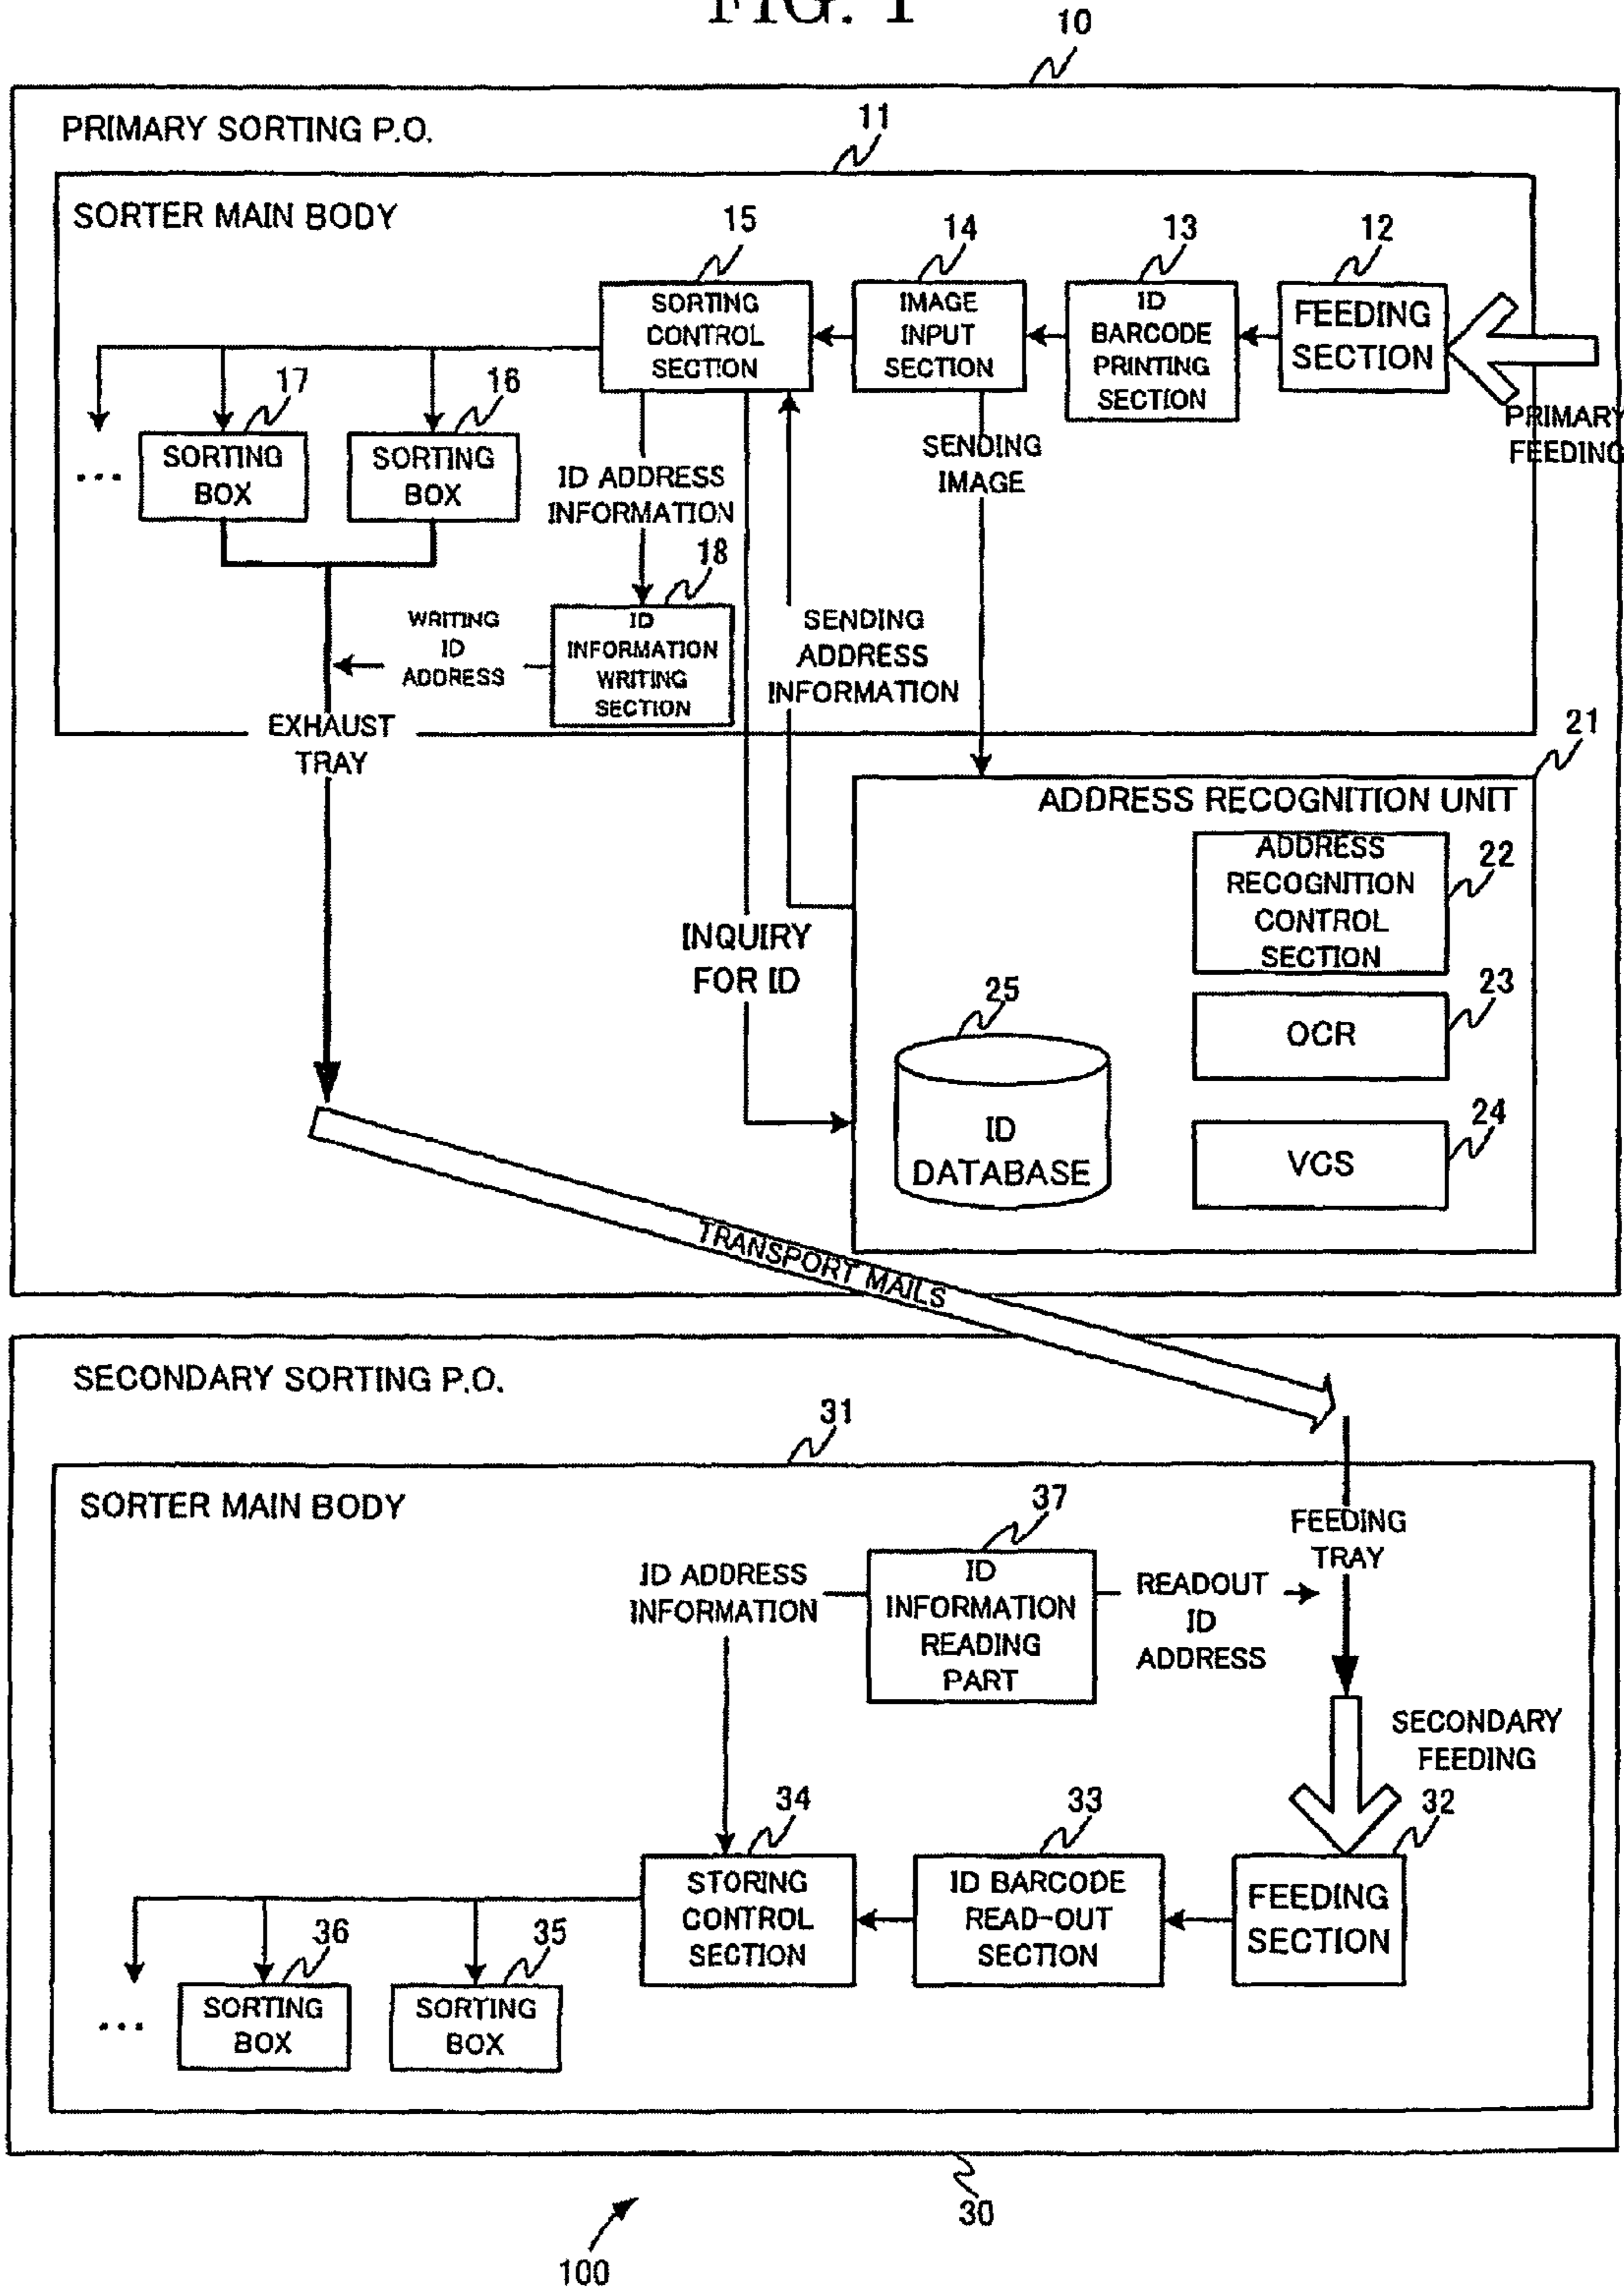 FIG. 1
10
PRIMARY SORTING P.O.
11
SORTER MAIN BODY
15
14
13
12
SORTING
CONTROL
SECTION
IMAGE
INPUT
SECTION
ID
BARCODE
PRINTING
SECTION
FEEDING
SECTION
PRIMARY
FEEDING
17
16
SORTING
BOX
SORTING
BOX
...
ID ADDRESS
INFORMATION
SENDING
IMAGE
18
WRITING
ID
ADDRESS
ID
INFORMATION
WRITING
SECTION
SENDING
ADDRESS
INFORMATION
EXHAUST
TRAY
21
ADDRESS RECOGNITION UNIT
ADDRESS
RECOGNITION
CONTROL
SECTION
22
INQUIRY
FOR ID
25
ID
DATABASE
OCR
23
VCS
24
TRANSPORT MAILS
SECONDARY SORTING P.O.
31
SORTER MAIN BODY
37
FEEDING
TRAY
ID ADDRESS
INFORMATION
ID
INFORMATION
READING
PART
READOUT
ID
ADDRESS
SECONDARY
FEEDING
34
33
32
STORING
CONTROL
SECTION
ID BARCODE
READ-OUT
SECTION
FEEDING
SECTION
36
35
...
SORTING
BOX
SORTING
BOX
30
100